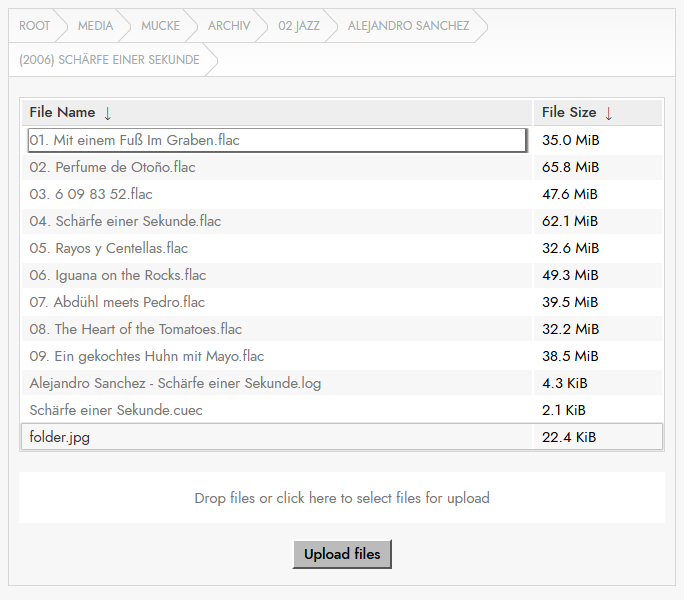 ROOT MEDIA MUCKE ARCHIV 02 JAZZ ALEJANDRO SANCHEZ
(2006) SCHÄRFE EINER SEKUNDE
File Name ↓ File Size ↓
01. Mit einem Fuß Im Graben.flac 35.0 MiB
02. Perfume de Otoño.flac 65.8 MiB
03. 6 09 83 52.flac 47.6 MiB
04. Schärfe einer Sekunde.flac 62.1 MiB
05. Rayos y Centellas.flac 32.6 MiB
06. Iguana on the Rocks.flac 49.3 MiB
07. Abdühl meets Pedro.flac 39.5 MiB
08. The Heart of the Tomatoes.flac 32.2 MiB
09. Ein gekochtes Huhn mit Mayo.flac 38.5 MiB
Alejandro Sanchez - Schärfe einer Sekunde.log 4.3 KiB
Schärfe einer Sekunde.cuec 2.1 KiB
folder.jpg 22.4 KiB
Drop files or click here to select files for upload
Upload files